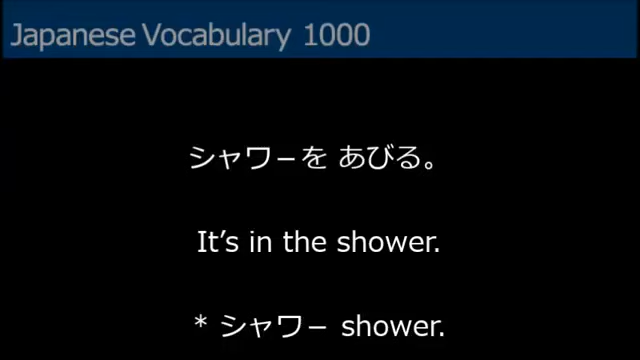 Japanese Vocabulary 1000
シャワーを あびる。
It’s in the shower.
* シャワー shower.